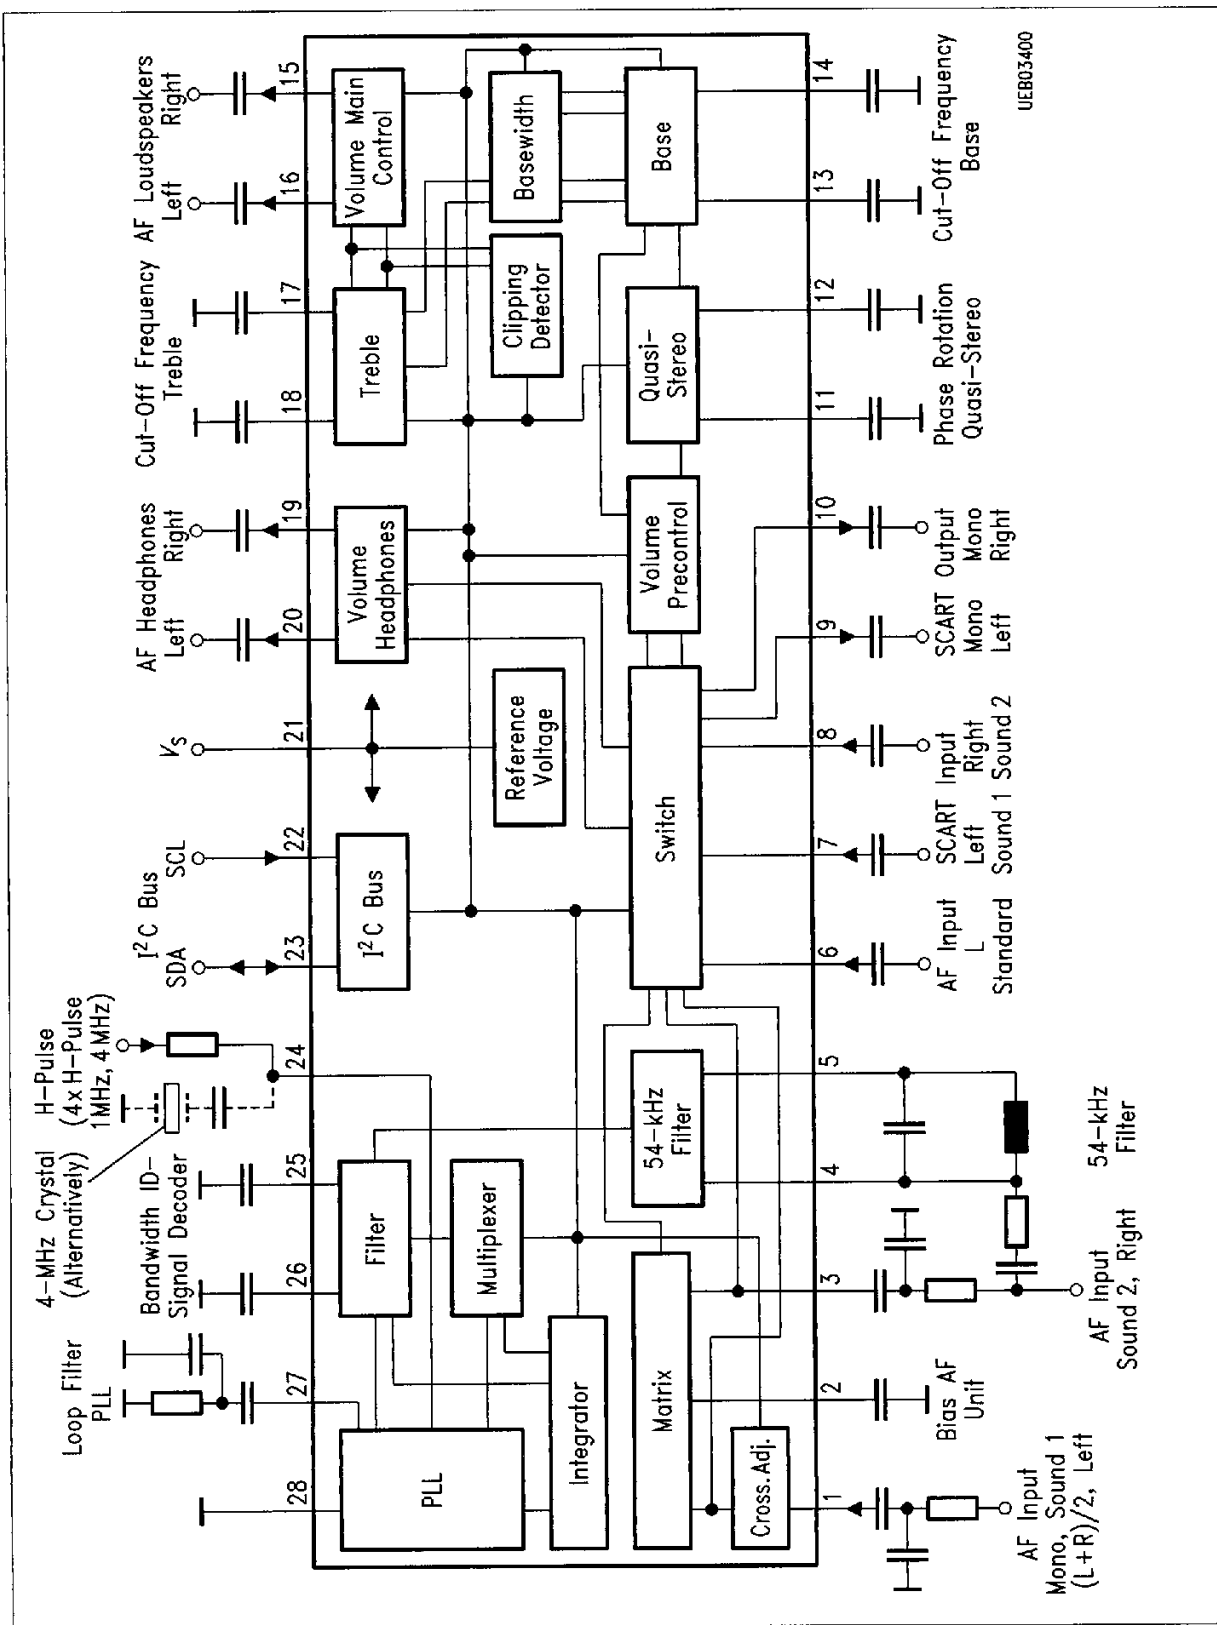 Loop Filter
PLL
4-MHz Crystal
(Alternatively)
Bandwidth ID-
Signal Decoder
H-Pulse
(4x H-Pulse
1MHz, 4MHz)
I²C Bus
SDA
SCL
Vs
AF Headphones
Left
Right
Cut-Off Frequency
Treble
AF Loudspeakers
Left
Right
28
27
26
25
24
23
22
21
20
19
18
17
16
15
PLL
Filter
Multiplexer
Integrator
I²C Bus
Reference
Voltage
Volume
Headphones
Treble
Clipping
Detector
Volume Main
Control
Basewidth
Matrix
Cross. Adj.
54-kHz
Filter
Switch
Volume
Precontrol
Quasi-
Stereo
Base
1
2
3
4
5
6
7
8
9
10
11
12
13
14
AF Input
Mono, Sound 1
(L+R)/2, Left
Bias AF
Unit
AF Input
Sound 2, Right
54-kHz
Filter
AF Input
L
Standard
SCART Input
Left Right
Sound 1 Sound 2
SCART Output
Mono Mono
Left Right
Phase Rotation
Quasi-Stereo
Cut-Off Frequency
Base
UEB03400